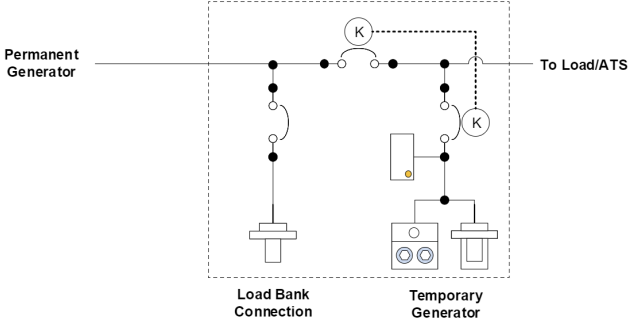 K
Permanent
Generator
To Load/ATS
K
Load Bank
Connection
Temporary
Generator